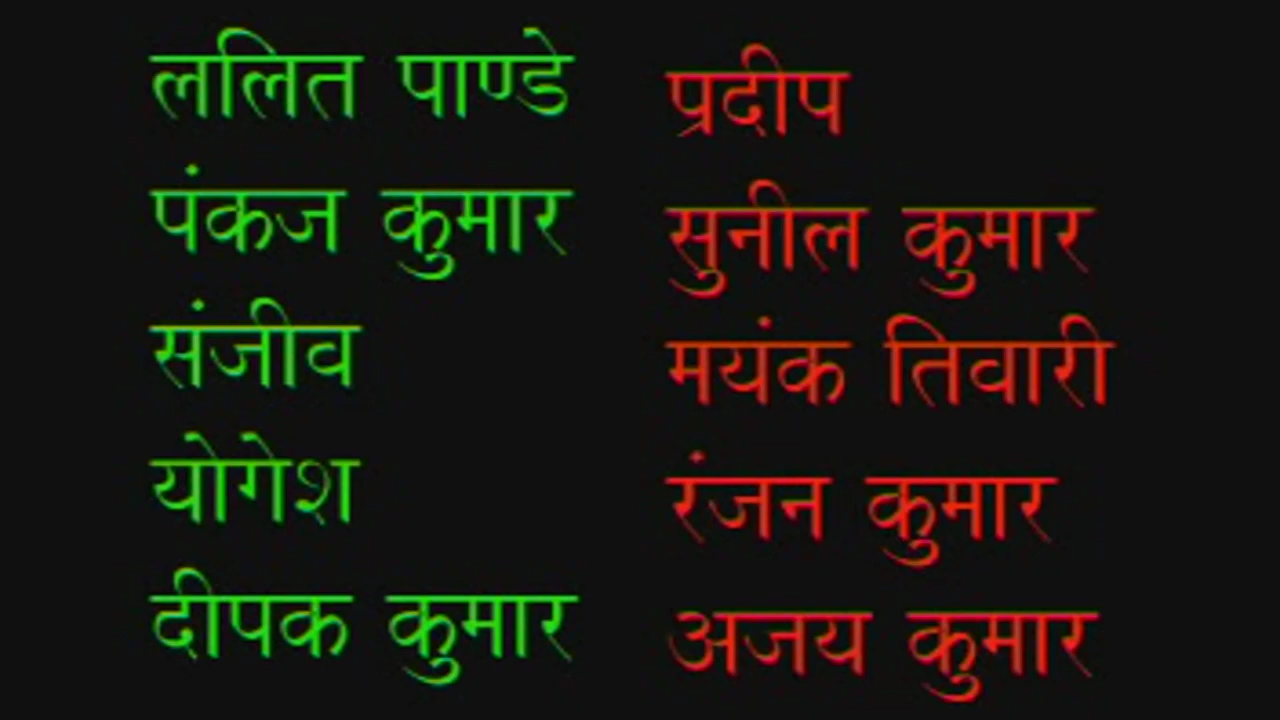 ललित पाण्डे
पंकज कुमार
संजीव
योगेश
दीपक कुमार
प्रदीप
सुनील कुमार
मयंक तिवारी
रंजन कुमार
अजय कुमार